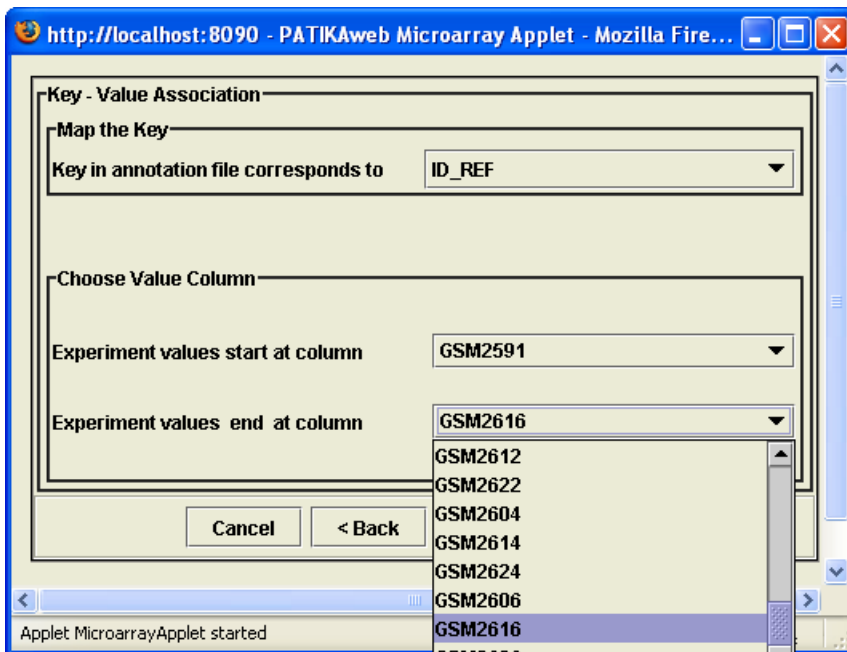 http://localhost:8090 - PATIKAweb Microarray Applet - Mozilla Fire...
Key - Value Association
Map the Key
Key in annotation file corresponds to
ID_REF
Choose Value Column
Experiment values start at column
GSM2591
Experiment values end at column
GSM2616
GSM2612
GSM2622
GSM2604
GSM2614
GSM2624
GSM2606
GSM2616
Cancel
< Back
Applet MicroarrayApplet started